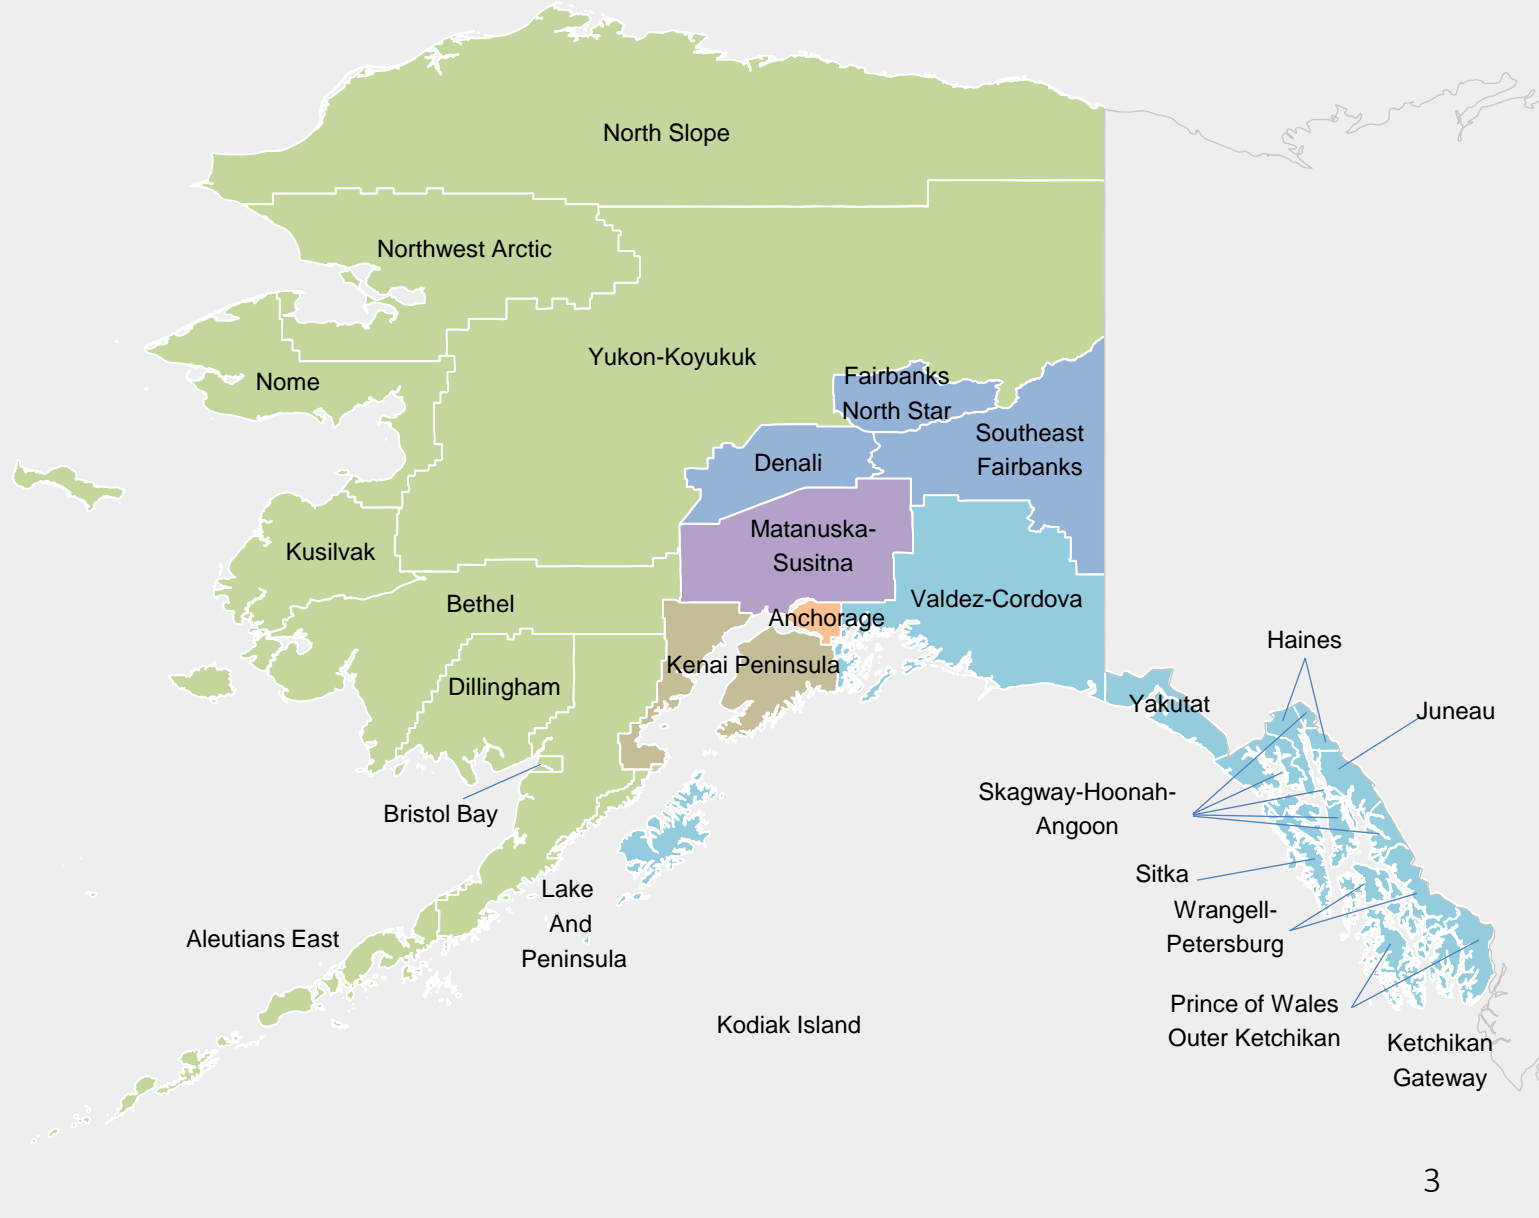 North Slope
Northwest Arctic
Yukon-Koyukuk
Nome
Fairbanks
North Star
Southeast
Fairbanks
Denali
Matanuska-
Susitna
Kusilvak
Bethel
Valdez-Cordova
Anchorage
Haines
Kenai Peninsula
Dillingham
Yakutat
Juneau
Bristol Bay
Skagway-Hoonah-
Angoon
Sitka
Lake
And
Peninsula
Wrangell-
Petersburg
Aleutians East
Prince of Wales
Outer Ketchikan
Kodiak Island
Ketchikan
Gateway
3